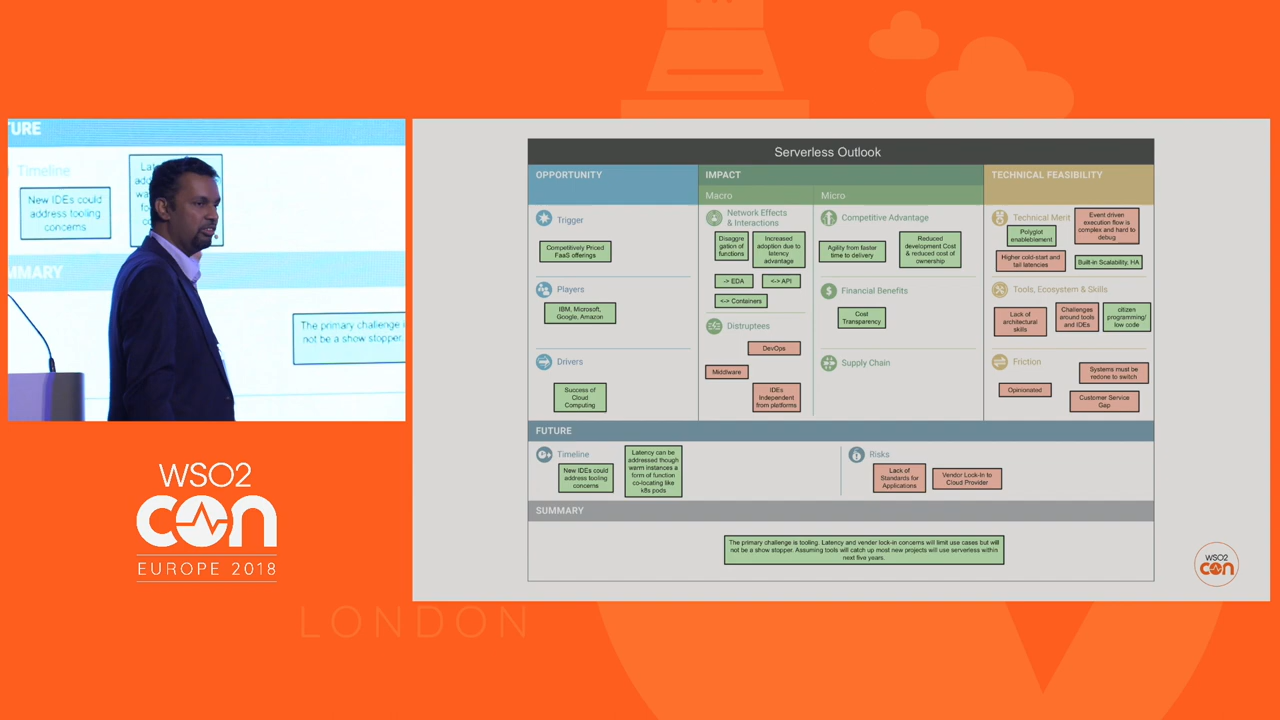 TURE
Timeline
New IDEs could
address tooling
concerns
MMARY
The primary challenge
not be a show stopper.
WSO2
CON
EUROPE 2018
LONDON
Serverless Outlook
OPPORTUNITY
Trigger
Competitively Priced
FaaS offerings
Players
IBM, Microsoft,
Google, Amazon
Drivers
Success of
Cloud
Computing
IMPACT
Macro
Network Effects
& Interactions
Disaggre
gation of
functions
Increased
adoption due to
latency
advantage
-> EDA
<-> API
<-> Containers
Distruptees
DevOps
Middlware
IDEs
Independent
from platforms
Micro
Competitive Advantage
Agility from faster
time to delivery
Reduced
development Cost
& reduced cost of
ownership
Financial Benefits
Cost
Transparency
Supply Chain
TECHNICAL FEASIBILITY
Technical Merit
Polyglot
enableblement
Event driven
execution flow is
complex and hard to
debug
Higher cold-start and
tail latencies
Built-in Scalability, HA
Tools, Ecosystem & Skills
Lack of
architectural
skills
Challenges
around tools
and IDEs
citizen
programming/
low code
Friction
Systems must be
redone to switch
Opinionated
Customer Service
Gap
FUTURE
Timeline
New IDEs could
address tooling
concerns
Latency can be
addressed though
warm instances a
form of function
co-locating like
k8s pods
Risks
Lack of
Standards for
Applications
Vendor Lock-In to
Cloud Provider
SUMMARY
The primary challenge is tooling. Latency and vender lock-in concerns will limit use cases but will
not be a show stopper. Assuming tools will catch up most new projects will use serverless within
next five years.
WSO2
CON